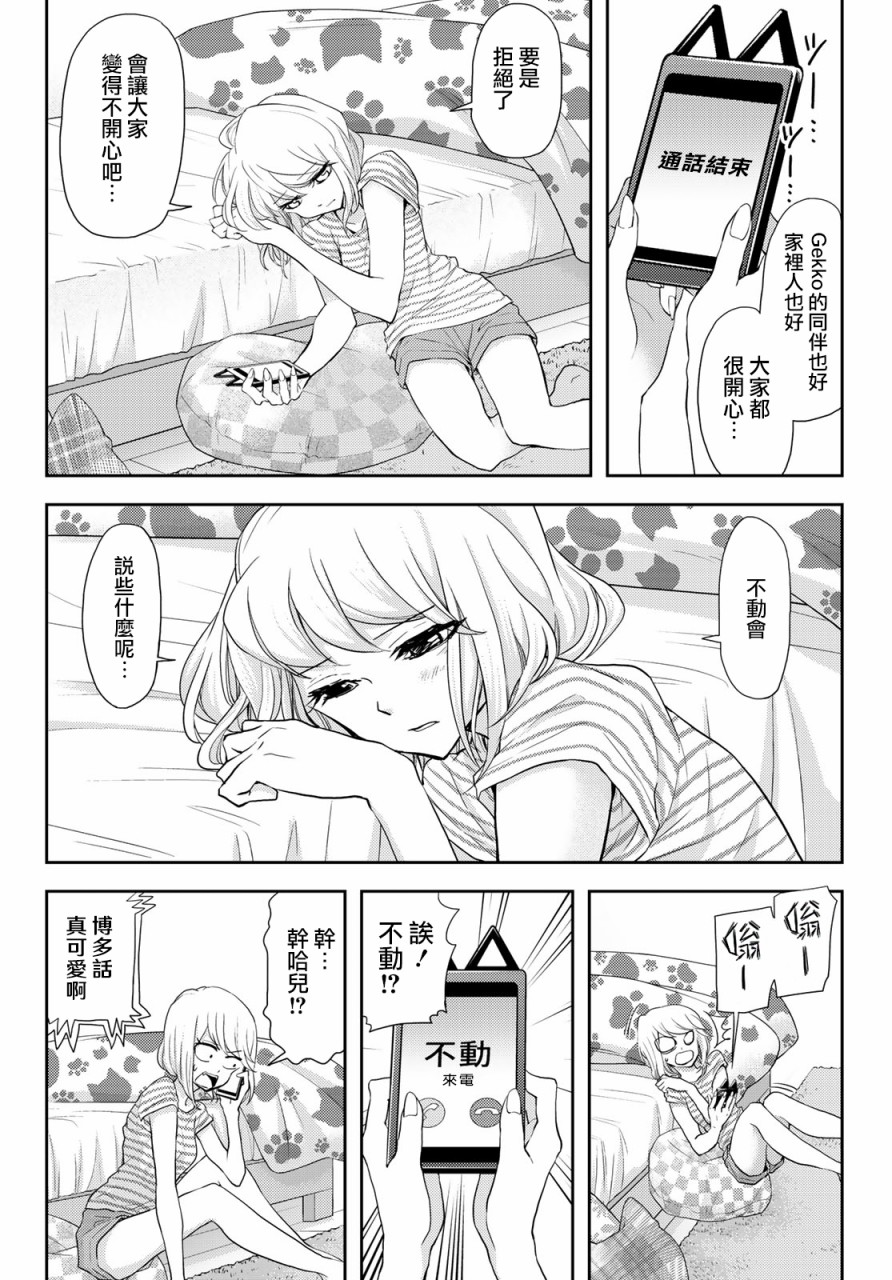 ツー…
ツー…
通話結束
Gekko的同伴也好
家裡人也好
大家都
很開心…
要是
拒絕了
會讓大家
變得不開心吧…
不動會
説些什麼呢…
嗡ー
嗡ー
誒！
不動!?
不動
來電
幹…
幹哈兒!?
博多話
真可愛啊